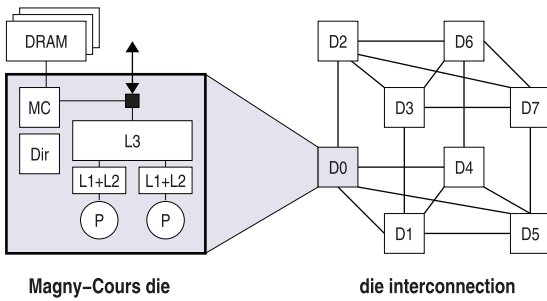 DRAM
MC
Dir
L3
L1+L2 L1+L2
P P
D2 D6
D3 D7
D0 D4
D1 D5
Magny–Cours die
die interconnection